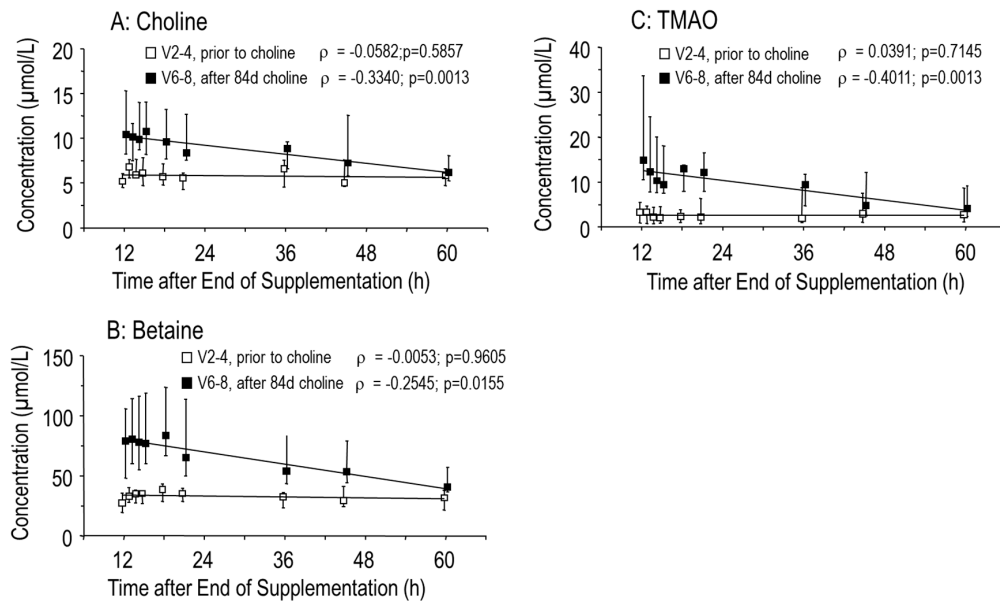 A: Choline
V2-4, prior to choline ρ = -0.0582;p=0.5857
V6-8, after 84d choline ρ = -0.3340; p=0.0013
Concentration (µmol/L)
20
15
10
5
0
12 24 36 48 60
Time after End of Supplementation (h)
B: Betaine
V2-4, prior to choline ρ = -0.0053; p=0.9605
V6-8, after 84d choline ρ = -0.2545; p=0.0155
Concentration (µmol/L)
150
100
50
0
12 24 36 48 60
Time after End of Supplementation (h)
C: TMAO
V2-4, prior to choline ρ = 0.0391; p=0.7145
V6-8, after 84d choline ρ = -0.4011; p=0.0013
Concentration (µmol/L)
40
30
20
10
0
12 24 36 48 60
Time after End of Supplementation (h)